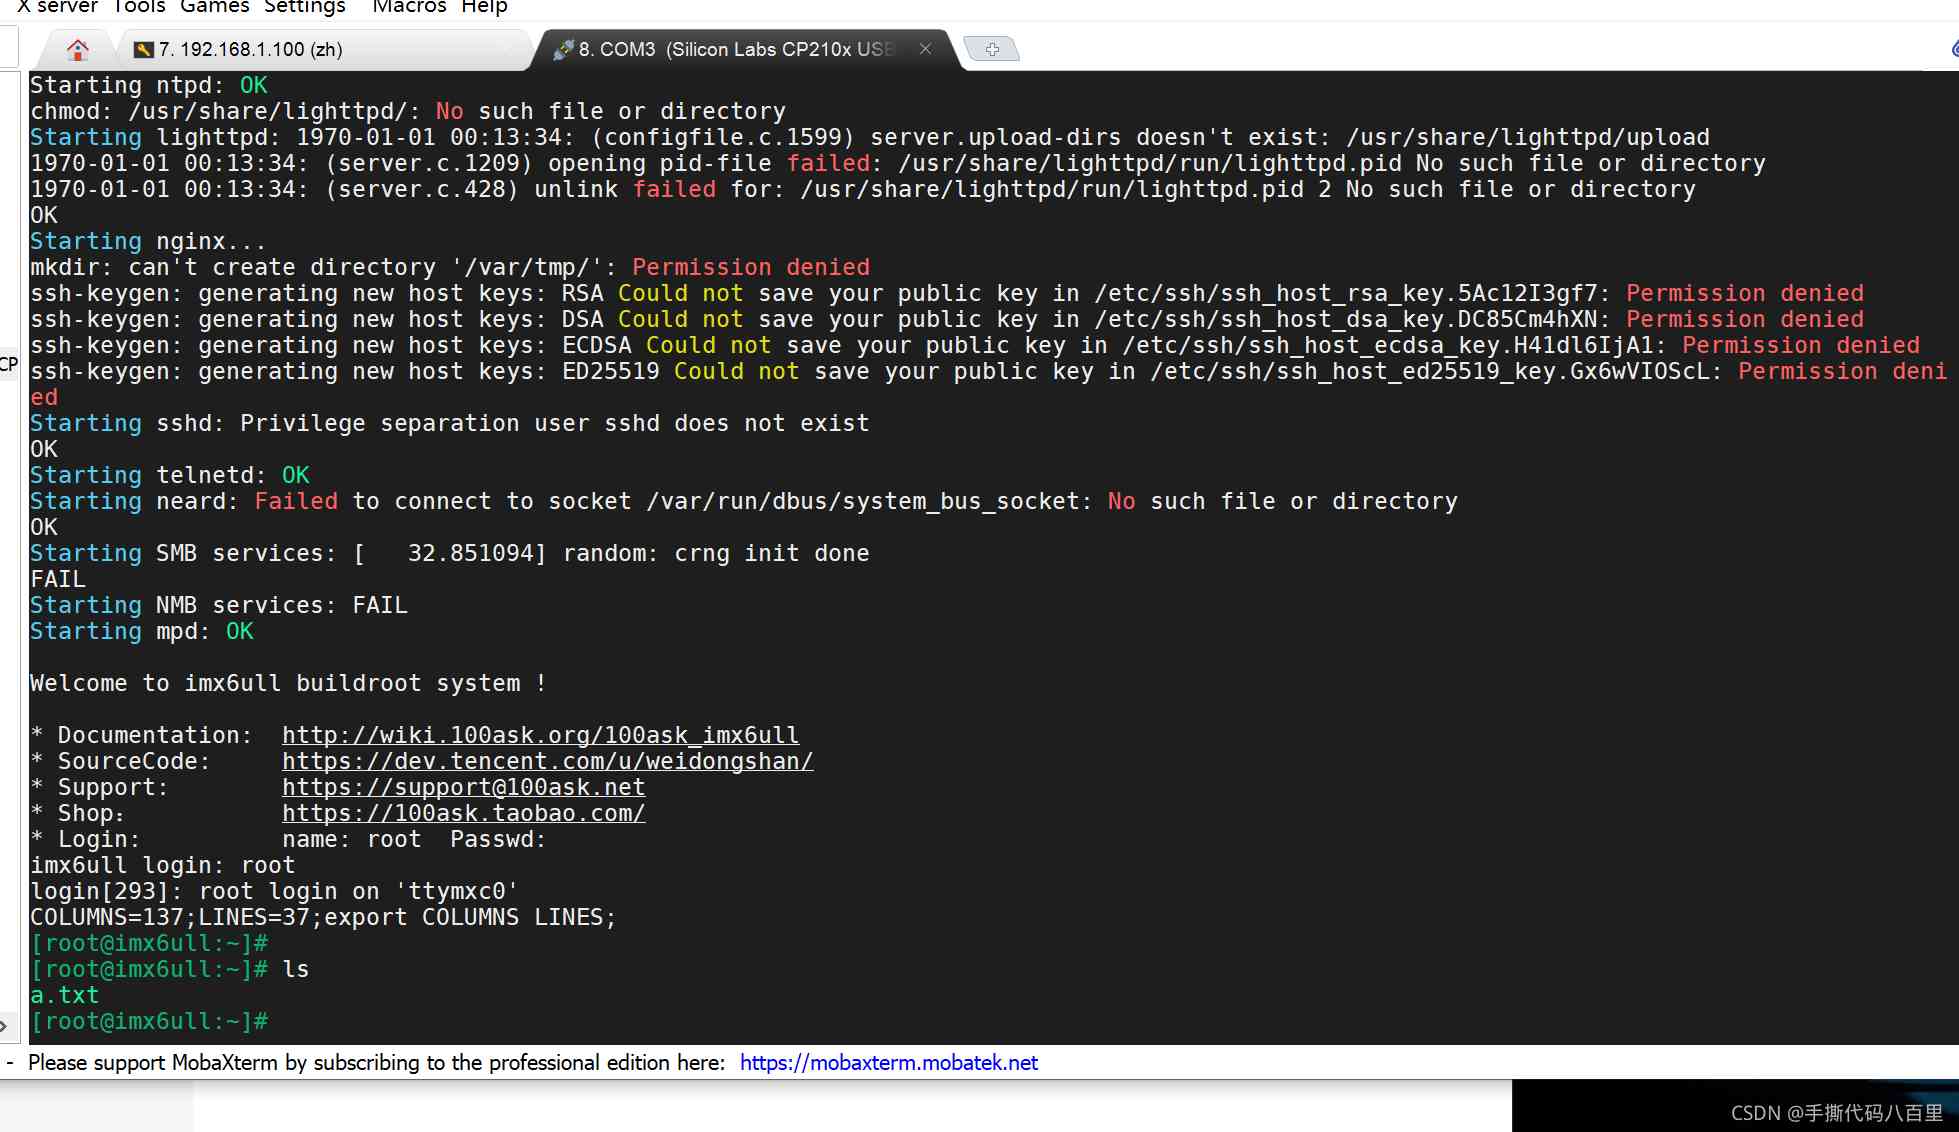 X server Tools Games Settings Macros Help
7. 192.168.1.100 (zh)
8. COM3 (Silicon Labs CP210x USB
Starting ntpd: OK
chmod: /usr/share/lighttpd/: No such file or directory
Starting lighttpd: 1970-01-01 00:13:34: (configfile.c.1599) server.upload-dirs doesn't exist: /usr/share/lighttpd/upload
1970-01-01 00:13:34: (server.c.1209) opening pid-file failed: /usr/share/lighttpd/run/lighttpd.pid No such file or directory
1970-01-01 00:13:34: (server.c.428) unlink failed for: /usr/share/lighttpd/run/lighttpd.pid 2 No such file or directory
OK
Starting nginx...
mkdir: can't create directory '/var/tmp/': Permission denied
ssh-keygen: generating new host keys: RSA Could not save your public key in /etc/ssh/ssh_host_rsa_key.5Ac12I3gf7: Permission denied
ssh-keygen: generating new host keys: DSA Could not save your public key in /etc/ssh/ssh_host_dsa_key.DC85Cm4hXN: Permission denied
ssh-keygen: generating new host keys: ECDSA Could not save your public key in /etc/ssh/ssh_host_ecdsa_key.H41dl6IjA1: Permission denied
CP
ssh-keygen: generating new host keys: ED25519 Could not save your public key in /etc/ssh/ssh_host_ed25519_key.Gx6wVIOScL: Permission deni
ed
Starting sshd: Privilege separation user sshd does not exist
OK
Starting telnetd: OK
Starting neard: Failed to connect to socket /var/run/dbus/system_bus_socket: No such file or directory
OK
Starting SMB services: [   32.851094] random: crng init done
FAIL
Starting NMB services: FAIL
Starting mpd: OK
Welcome to imx6ull buildroot system !
* Documentation:  http://wiki.100ask.org/100ask_imx6ull
* SourceCode:     https://dev.tencent.com/u/weidongshan/
* Support:        https://support@100ask.net
* Shop：          https://100ask.taobao.com/
* Login:          name: root  Passwd:
imx6ull login: root
login[293]: root login on 'ttymxc0'
COLUMNS=137;LINES=37;export COLUMNS LINES;
[root@imx6ull:~]#
[root@imx6ull:~]# ls
a.txt
[root@imx6ull:~]#
- Please support MobaXterm by subscribing to the professional edition here: https://mobaxterm.mobatek.net
CSDN @手撕代码八百里